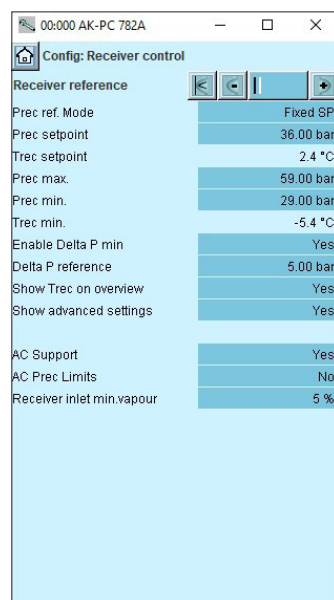 00:000 AK-PC 782A
Config: Receiver control
Receiver reference
Prec ref. Mode Fixed SP
Prec setpoint 36.00 bar
Trec setpoint 2.4 °C
Prec max. 59.00 bar
Prec min. 29.00 bar
Trec min. -5.4 °C
Enable Delta P min Yes
Delta P reference 5.00 bar
Show Trec on overview Yes
Show advanced settings Yes
AC Support Yes
AC Prec Limits No
Receiver inlet min.vapour 5 %